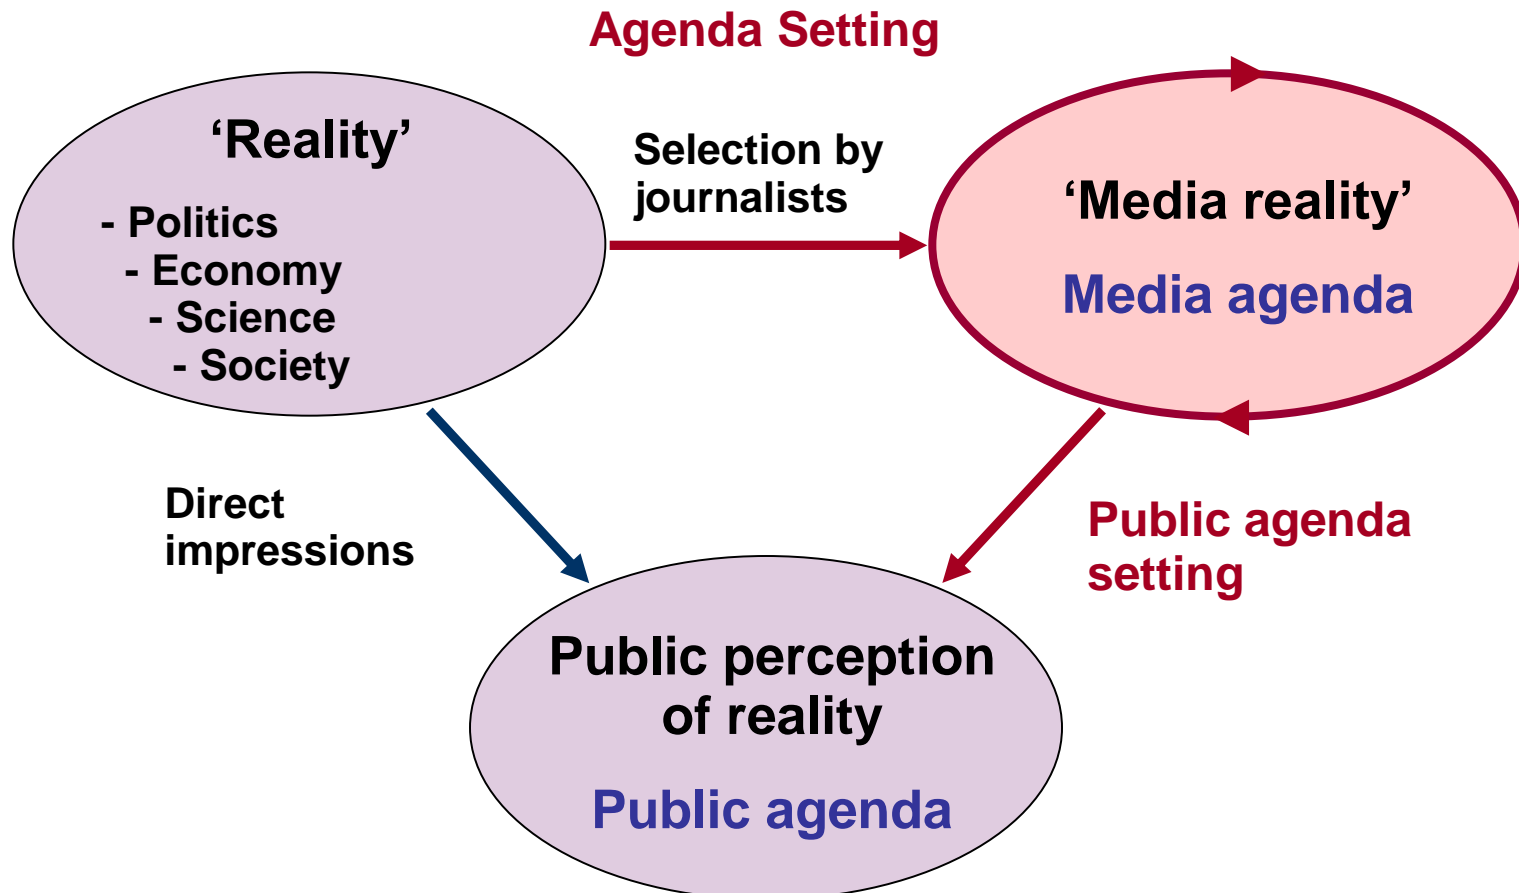 Agenda Setting
‘Reality’
- Politics
- Economy
- Science
- Society
Selection by
journalists
‘Media reality’
Media agenda
Direct
impressions
Public agenda
setting
Public perception
of reality
Public agenda